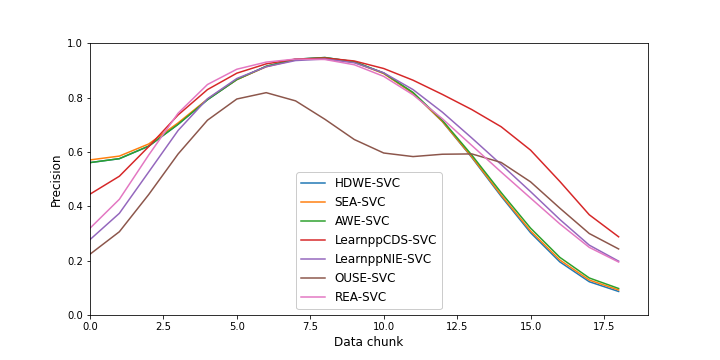 1.0
0.8
0.6
0.4
0.2
0.0
Precision
HDWE-SVC
SEA-SVC
AWE-SVC
LearnppCDS-SVC
LearnppNIE-SVC
OUSE-SVC
REA-SVC
0.0 2.5 5.0 7.5 10.0 12.5 15.0 17.5
Data chunk